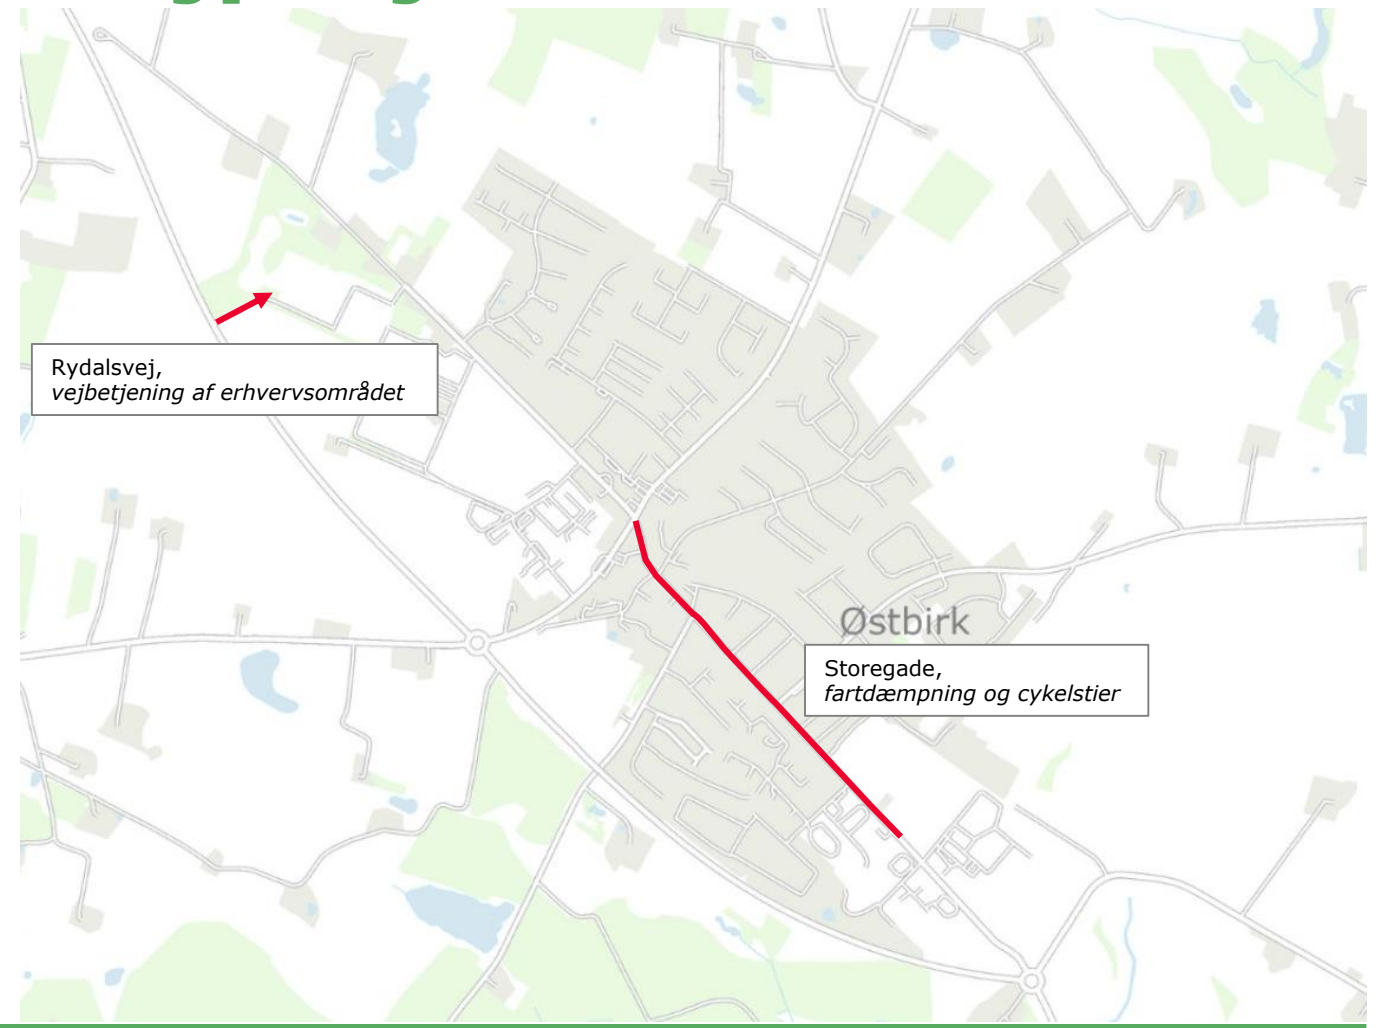 Rydalsvej,
vejbetjening af erhvervsområdet
Østbirk
Storegade,
fartdæmpning og cykelstier